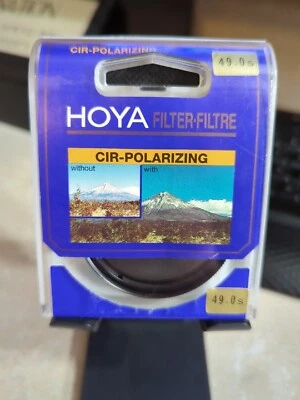 CIR-POLARIZING
49.0s
HOYA FILTER·FILTRE
CIR-POLARIZING
without
with
49.0s